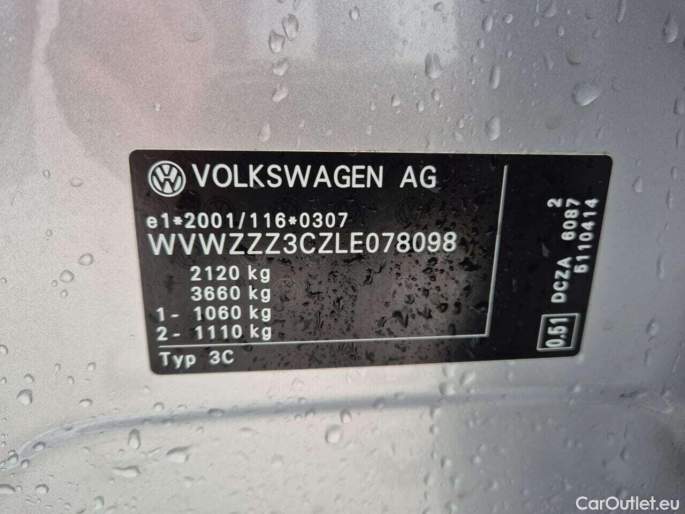 VOLKSWAGEN AG
e1*2001/116*0307
WVWZZZ3CZLE078098
2120 kg
3660 kg
1 - 1060 kg
2 - 1110 kg
Typ 3C
0.51
DCZA 6087 2
5110414
CarOutlet.eu